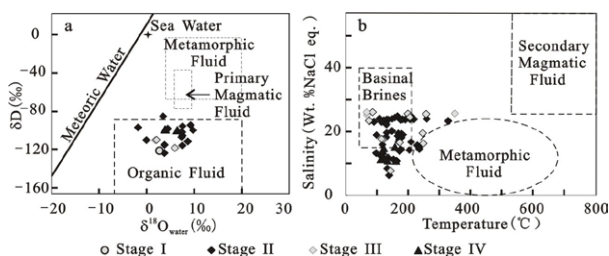 a
Sea Water
Meteoric Water
Metamorphic
Fluid
Primary
Magmatic
Fluid
Organic Fluid
δD(‰)
0
-40
-80
-120
-160
-20
-10
0
10
20
30
δ¹⁸Owater(‰)
b
Secondary
Magmatic
Fluid
Basinal
Brines
Metamorphic
Fluid
Salinity(Wt. %NaCl eq.)
60
40
20
0
0
200
400
600
800
Temperature(℃)
Stage I
Stage II
Stage III
Stage IV